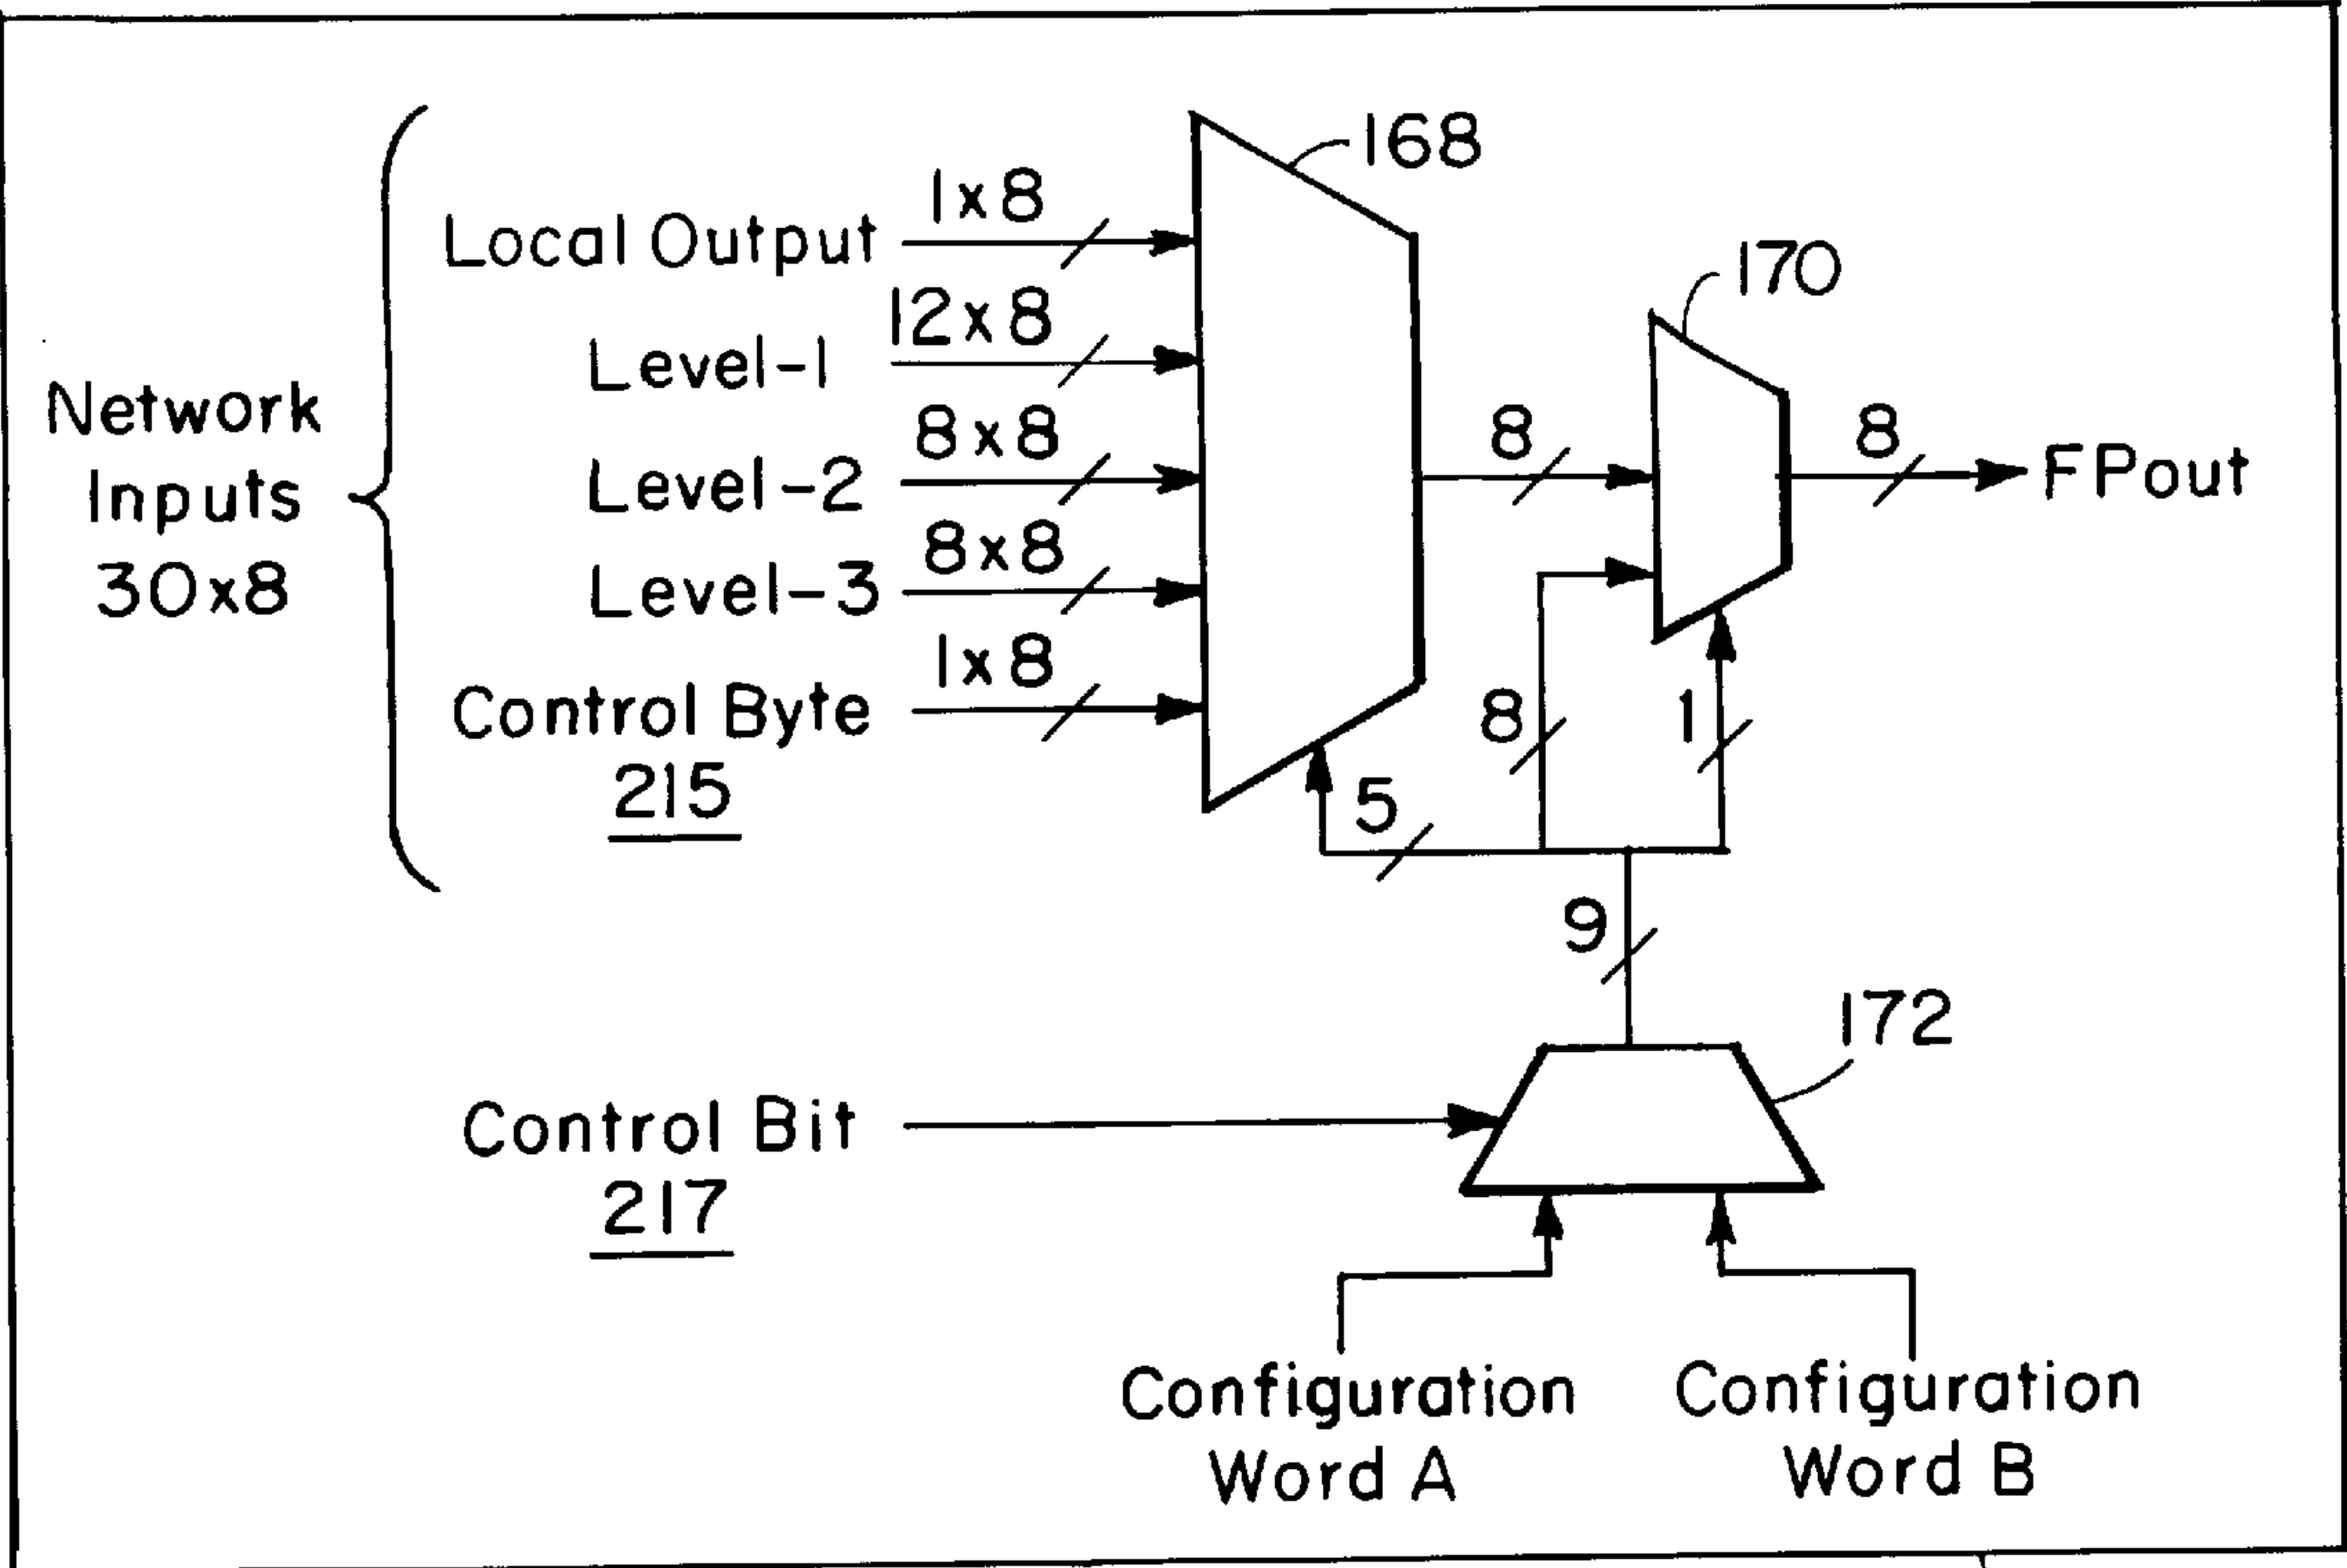 Network
Inputs
30x8
Local Output
1x8
Level-1
12x8
Level-2
8x8
Level-3
8x8
Control Byte
1x8
215
168
170
8
8
FPout
5
8
1
9
172
Control Bit
217
Configuration
Word A
Configuration
Word B